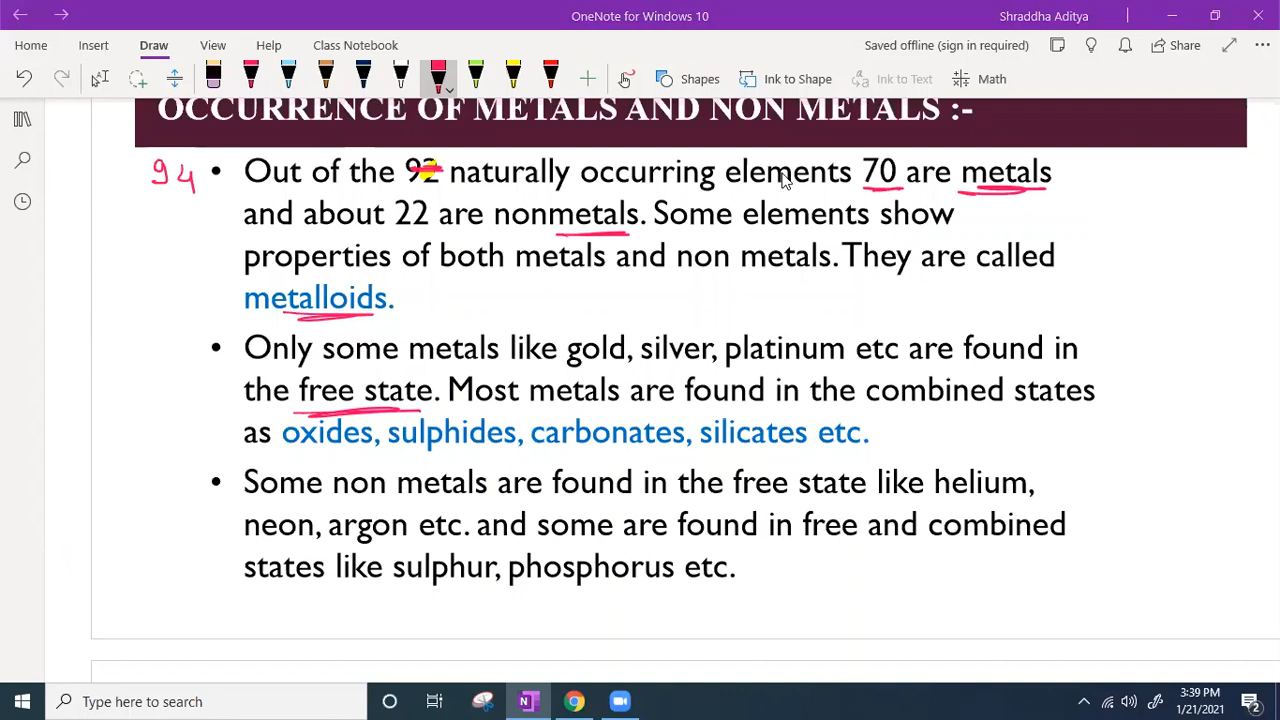 OneNote for Windows 10
Shraddha Aditya
Home Insert Draw View Help Class Notebook
Saved offline (sign in required)
Share
Shapes
Ink to Shape
Ink to Text
Math
OCCURRENCE OF METALS AND NON METALS :-
94 • Out of the 92 naturally occurring elements 70 are metals
and about 22 are nonmetals. Some elements show
properties of both metals and non metals. They are called
metalloids.
• Only some metals like gold, silver, platinum etc are found in
the free state. Most metals are found in the combined states
as oxides, sulphides, carbonates, silicates etc.
• Some non metals are found in the free state like helium,
neon, argon etc. and some are found in free and combined
states like sulphur, phosphorus etc.
Type here to search
3:39 PM
1/21/2021
2